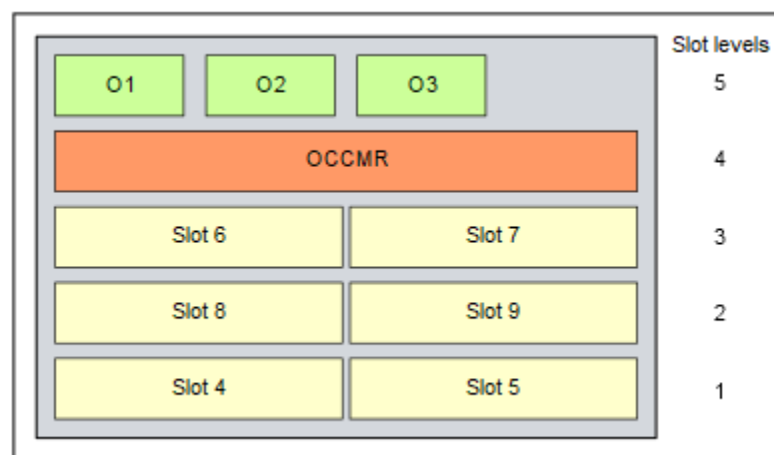 Slot levels
O1 O2 O3 5
OCCMR 4
Slot 6 Slot 7 3
Slot 8 Slot 9 2
Slot 4 Slot 5 1